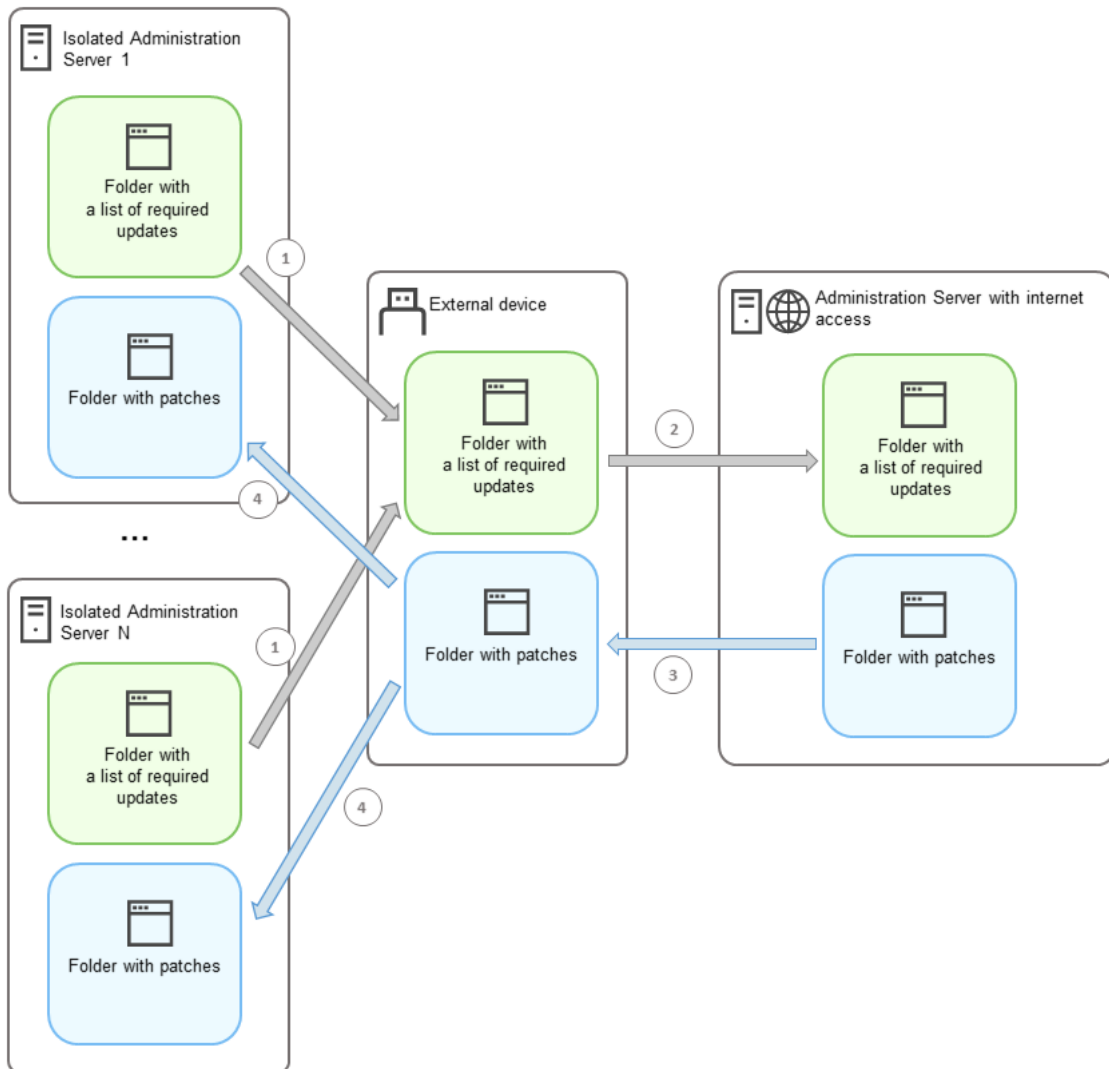 Isolated Administration
Server 1
Folder with
a list of required
updates
1
Folder with patches
4
...
Isolated Administration
Server N
Folder with
a list of required
updates
1
Folder with patches
4
External device
Folder with
a list of required
updates
2
Folder with patches
3
Administration Server with internet
access
Folder with
a list of required
updates
Folder with patches